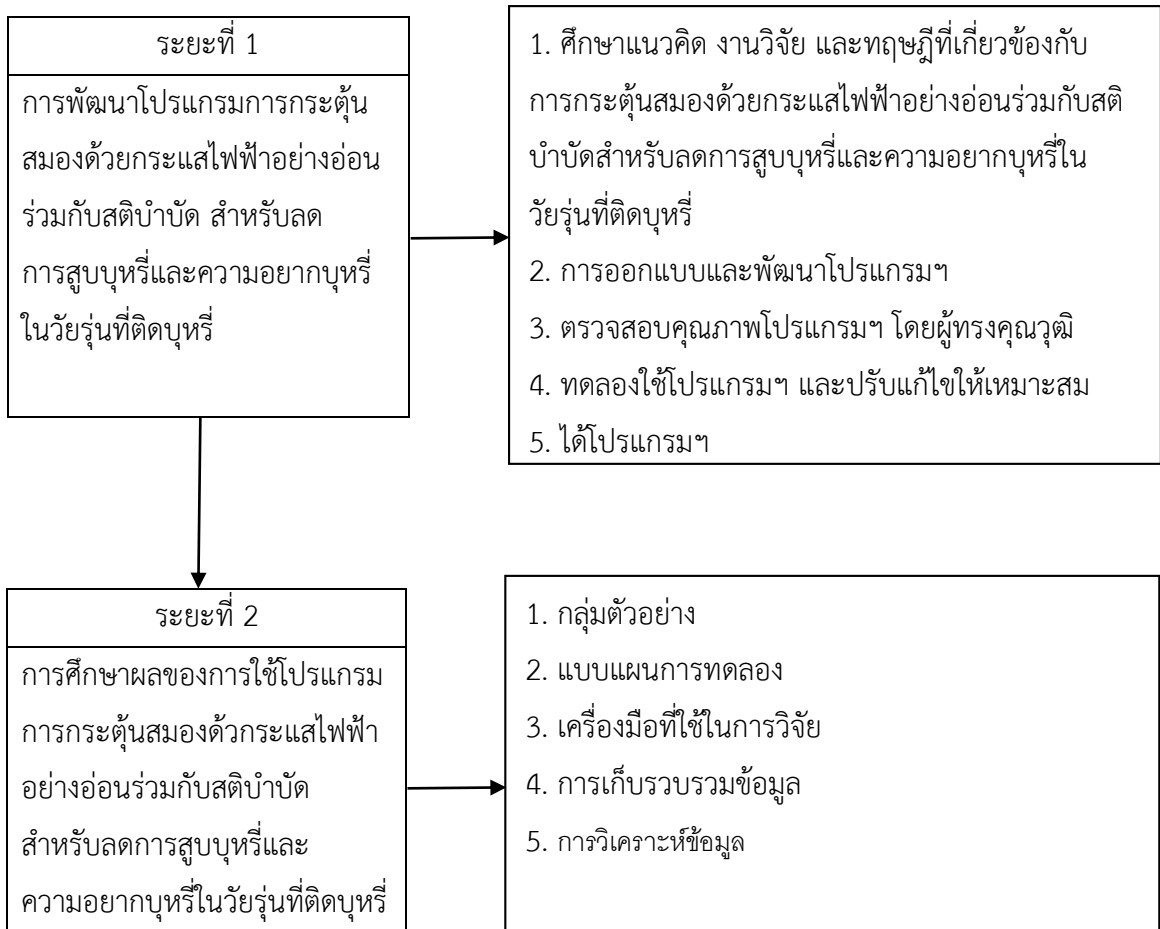 ระยะที่ 1
การพัฒนาโปรแกรมการกระตุ้น
สมองด้วยกระแสไฟฟ้าอย่างอ่อน
ร่วมกับสติบำบัด สำหรับลด
การสูบบุหรี่และความอยากบุหรี่
ในวัยรุ่นที่ติดบุหรี่
1. ศึกษาแนวคิด งานวิจัย และทฤษฎีที่เกี่ยวข้องกับ
การกระตุ้นสมองด้วยกระแสไฟฟ้าอย่างอ่อนร่วมกับสติ
บำบัดสำหรับลดการสูบบุหรี่และความอยากบุหรี่ใน
วัยรุ่นที่ติดบุหรี่
2. การออกแบบและพัฒนาโปรแกรมฯ
3. ตรวจสอบคุณภาพโปรแกรมฯ โดยผู้ทรงคุณวุฒิ
4. ทดลองใช้โปรแกรมฯ และปรับแก้ไขให้เหมาะสม
5. ได้โปรแกรมฯ
ระยะที่ 2
การศึกษาผลของการใช้โปรแกรม
การกระตุ้นสมองด้วกระแสไฟฟ้า
อย่างอ่อนร่วมกับสติบำบัด
สำหรับลดการสูบบุหรี่และ
ความอยากบุหรี่ในวัยรุ่นที่ติดบุหรี่
1. กลุ่มตัวอย่าง
2. แบบแผนการทดลอง
3. เครื่องมือที่ใช้ในการวิจัย
4. การเก็บรวบรวมข้อมูล
5. การวิเคราะห์ข้อมูล